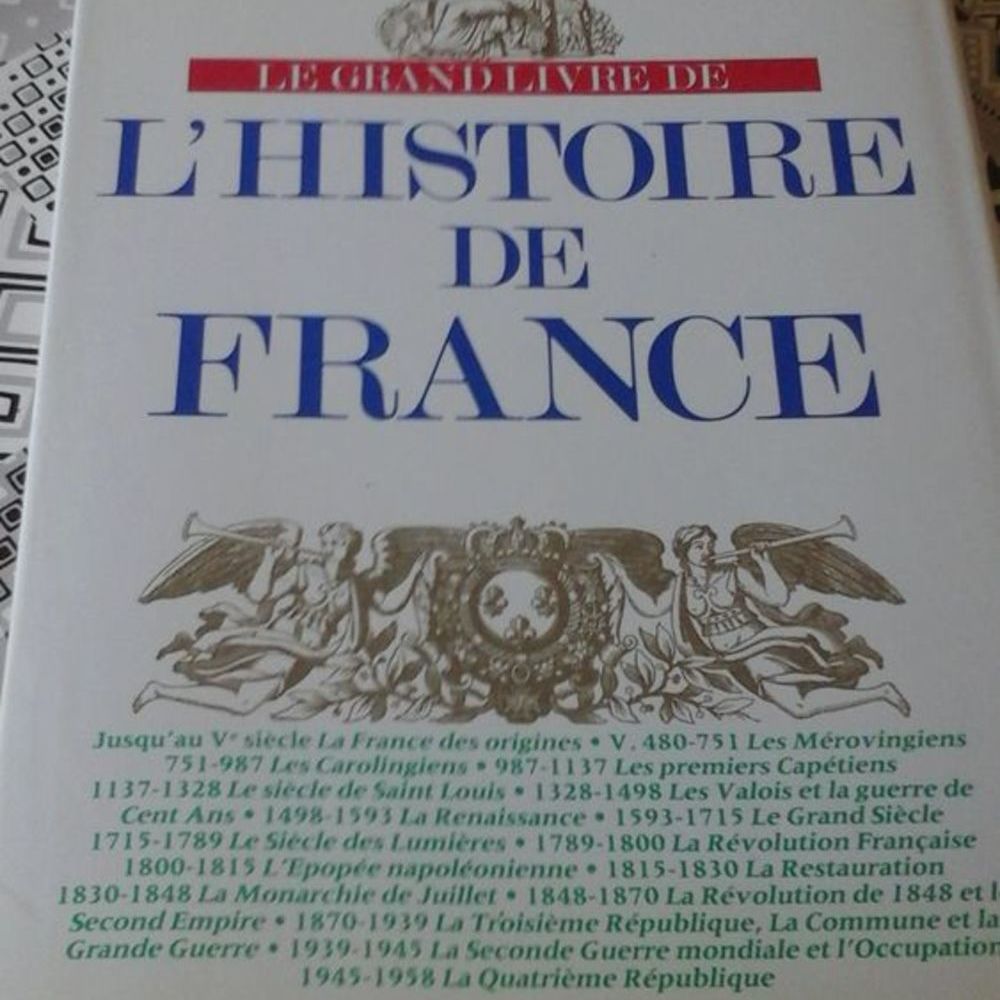 LE GRAND LIVRE DE
L'HISTOIRE
DE
FRANCE
Jusqu'au Ve siècle La France des origines • V. 480-751 Les Mérovingiens
751-987 Les Carolingiens • 987-1137 Les premiers Capétiens
1137-1328 Le siècle de Saint Louis • 1328-1498 Les Valois et la guerre de
Cent Ans • 1498-1593 La Renaissance • 1593-1715 Le Grand Siècle
1715-1789 Le Siècle des Lumières • 1789-1800 La Révolution Française
1800-1815 L'Epopée napoléonienne • 1815-1830 La Restauration
1830-1848 La Monarchie de Juillet • 1848-1870 La Révolution de 1848 et l
Second Empire • 1870-1939 La Troisième République, La Commune et la
Grande Guerre • 1939-1945 La Seconde Guerre mondiale et l'Occupation
1945-1958 La Quatrième République